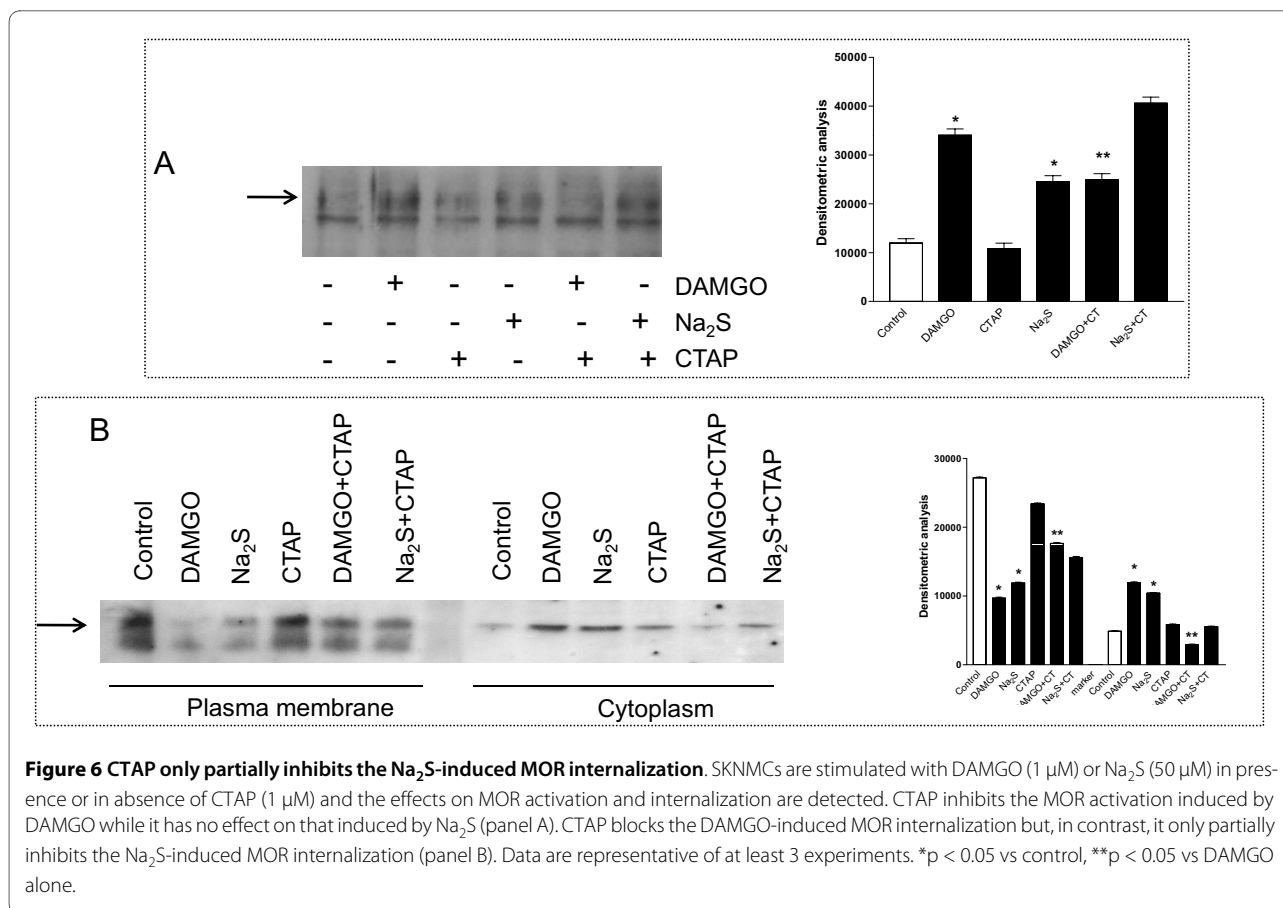 A
- + - - + - DAMGO
- - - + - + Na₂S
- - + - + + CTAP
Densitometric analysis
50000
40000
30000
20000
10000
0
*
*
**
Control
DAMGO
CTAP
Na₂S
DAMGO+CT
Na₂S+CT
B
Control
DAMGO
Na₂S
CTAP
DAMGO+CTAP
Na₂S+CTAP
Control
DAMGO
Na₂S
CTAP
DAMGO+CTAP
Na₂S+CTAP
Plasma membrane
Cytoplasm
Densitometric analysis
30000
20000
10000
0
*
*
**
*
*
**
Control
DAMGO
Na₂S
CTAP
DAMGO+CT
Na₂S+CT
marker
Control
DAMGO
Na₂S
CTAP
DAMGO+CT
Na₂S+CT
Figure 6 CTAP only partially inhibits the Na₂S-induced MOR internalization. SKNMCs are stimulated with DAMGO (1 μM) or Na₂S (50 μM) in pres-
ence or in absence of CTAP (1 μM) and the effects on MOR activation and internalization are detected. CTAP inhibits the MOR activation induced by
DAMGO while it has no effect on that induced by Na₂S (panel A). CTAP blocks the DAMGO-induced MOR internalization but, in contrast, it only partially
inhibits the Na₂S-induced MOR internalization (panel B). Data are representative of at least 3 experiments. *p < 0.05 vs control, **p < 0.05 vs DAMGO
alone.